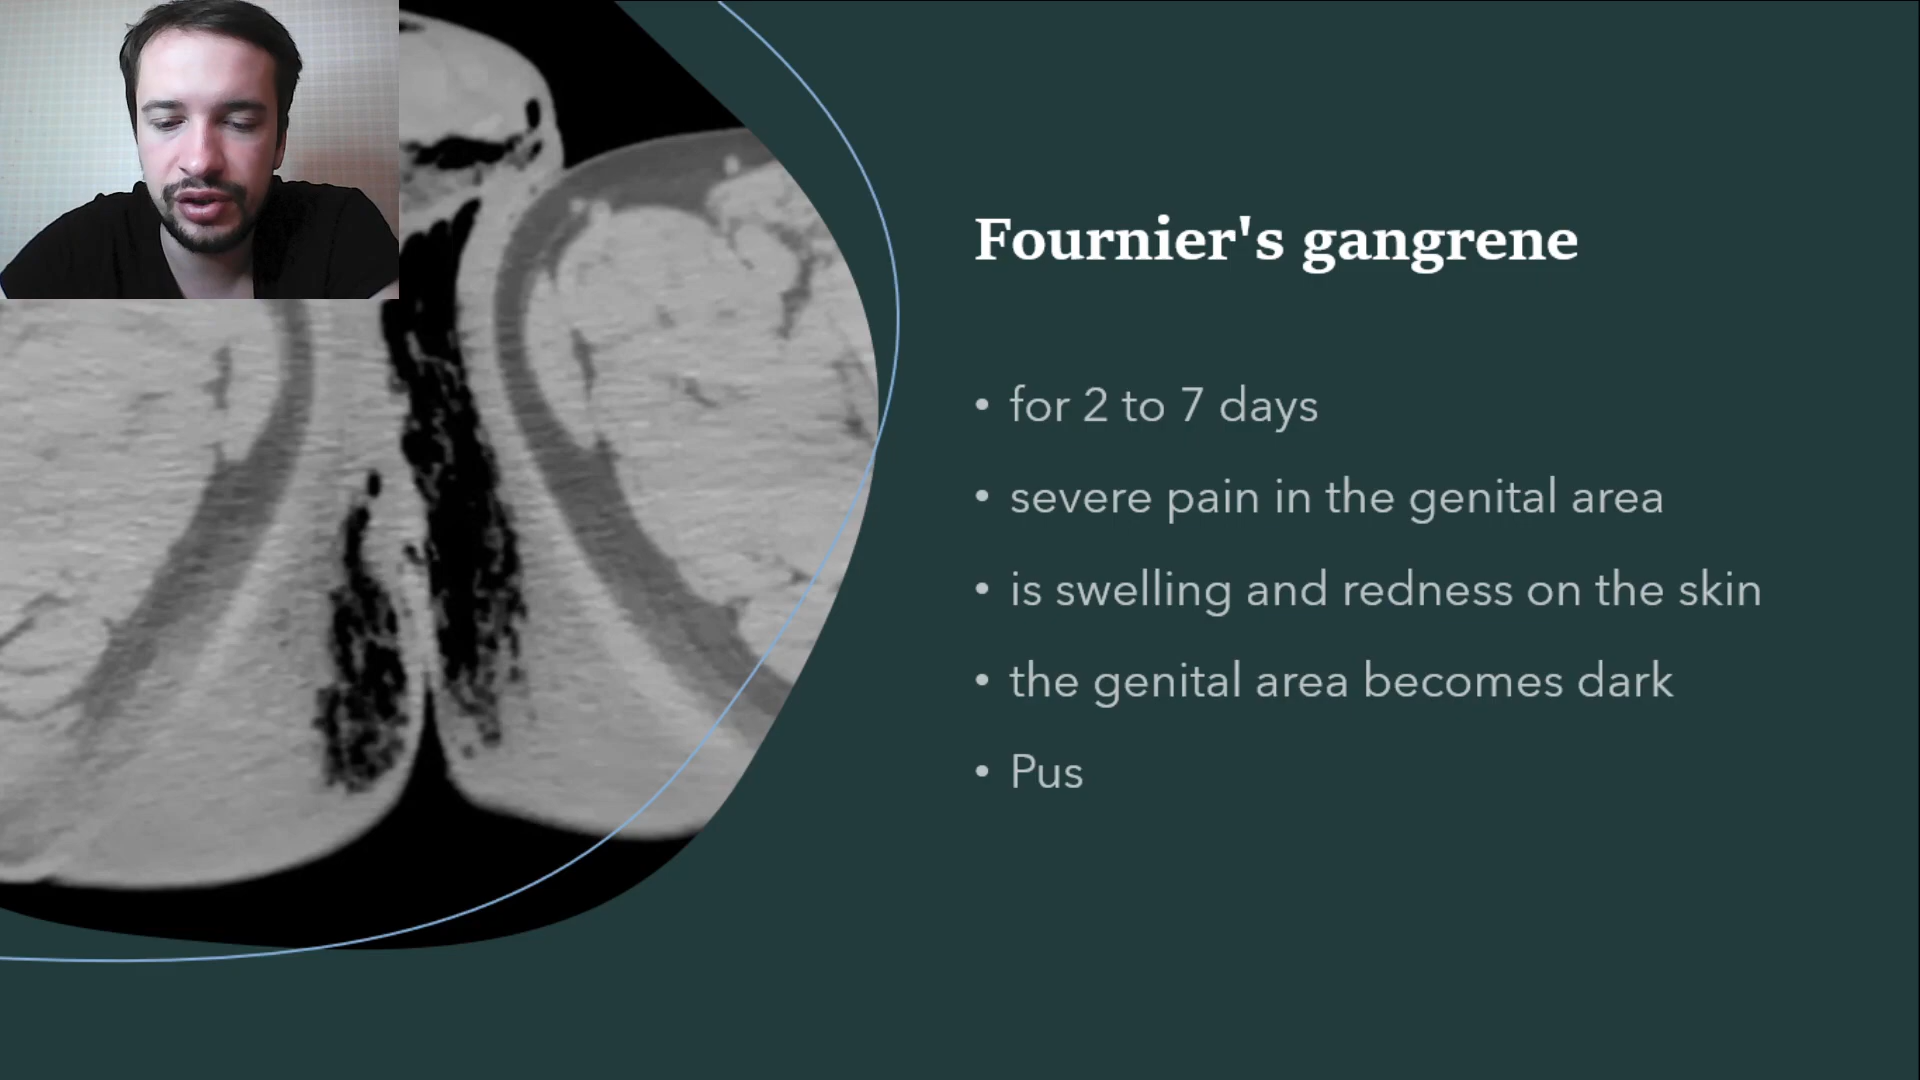 Fournier's gangrene
• for 2 to 7 days
• severe pain in the genital area
• is swelling and redness on the skin
• the genital area becomes dark
• Pus